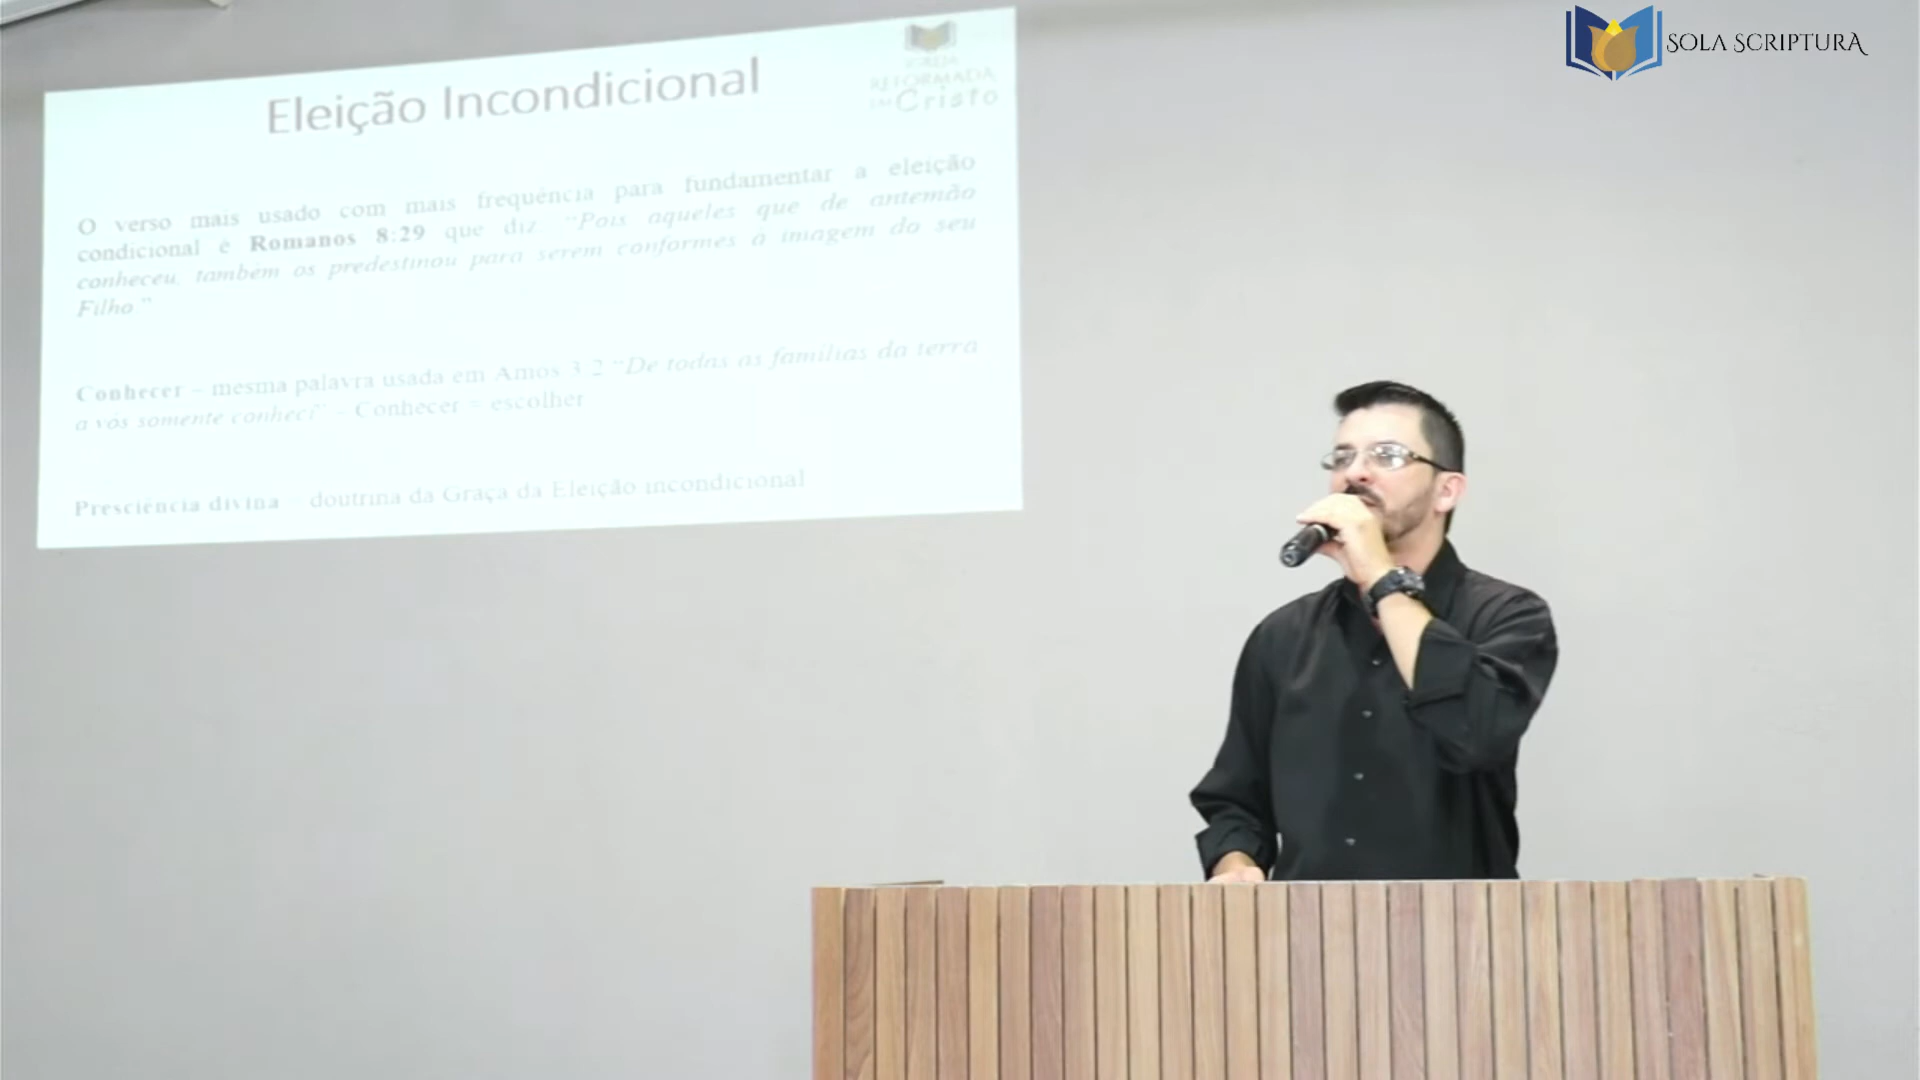 SOLA SCRIPTURA
Eleição Incondicional
IGREJA
REFORMADA
EM Cristo
O verso mais usado com mais frequência para fundamentar a eleição
condicional é Romanos 8:29 que diz: “Pois aqueles que de antemão
conheceu, também os predestinou para serem conformes à imagem do seu
Filho.”
Conhecer – mesma palavra usada em Amós 3:2 “De todas as famílias da terra
a vós somente conheci” – Conhecer = escolher
Presciência divina – doutrina da Graça da Eleição incondicional